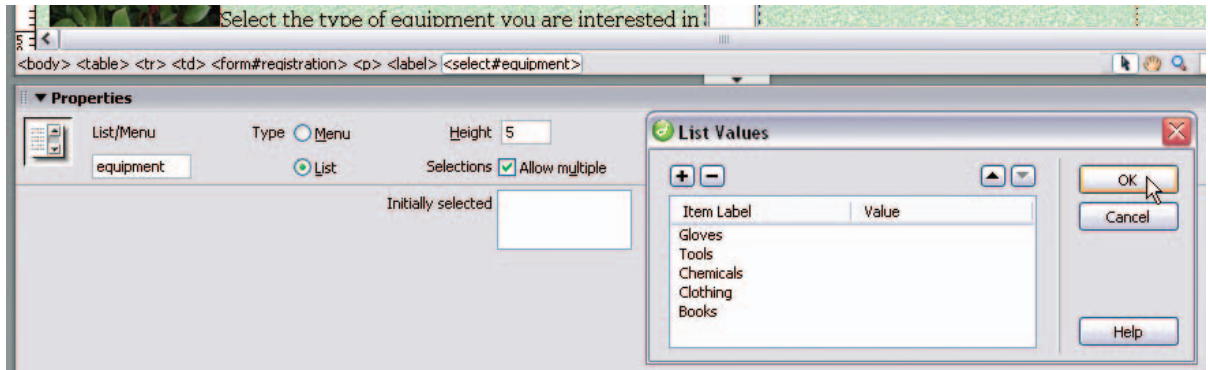 Select the type of equipment you are interested in
5
<body> <table> <tr> <td> <form#registration> <p> <label> <select#equipment>
Properties
List/Menu Type Menu Height 5
equipment List Selections Allow multiple
Initially selected
List Values
Item Label Value
Gloves
Tools
Chemicals
Clothing
Books
OK
Cancel
Help